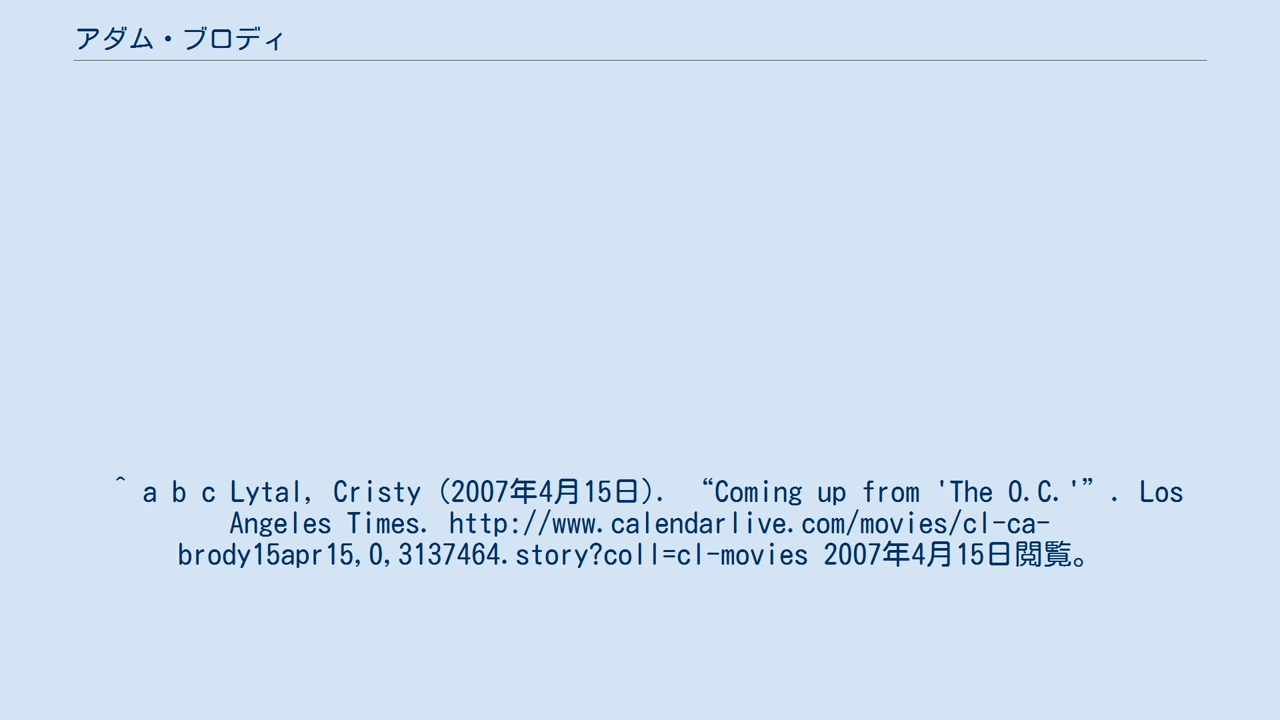 アダム・ブロディ
^ a b c Lytal, Cristy (2007年4月15日). “Coming up from 'The O.C.'”. Los
Angeles Times. http://www.calendarlive.com/movies/cl-ca-
brody15apr15,0,3137464.story?coll=cl-movies 2007年4月15日閲覧。